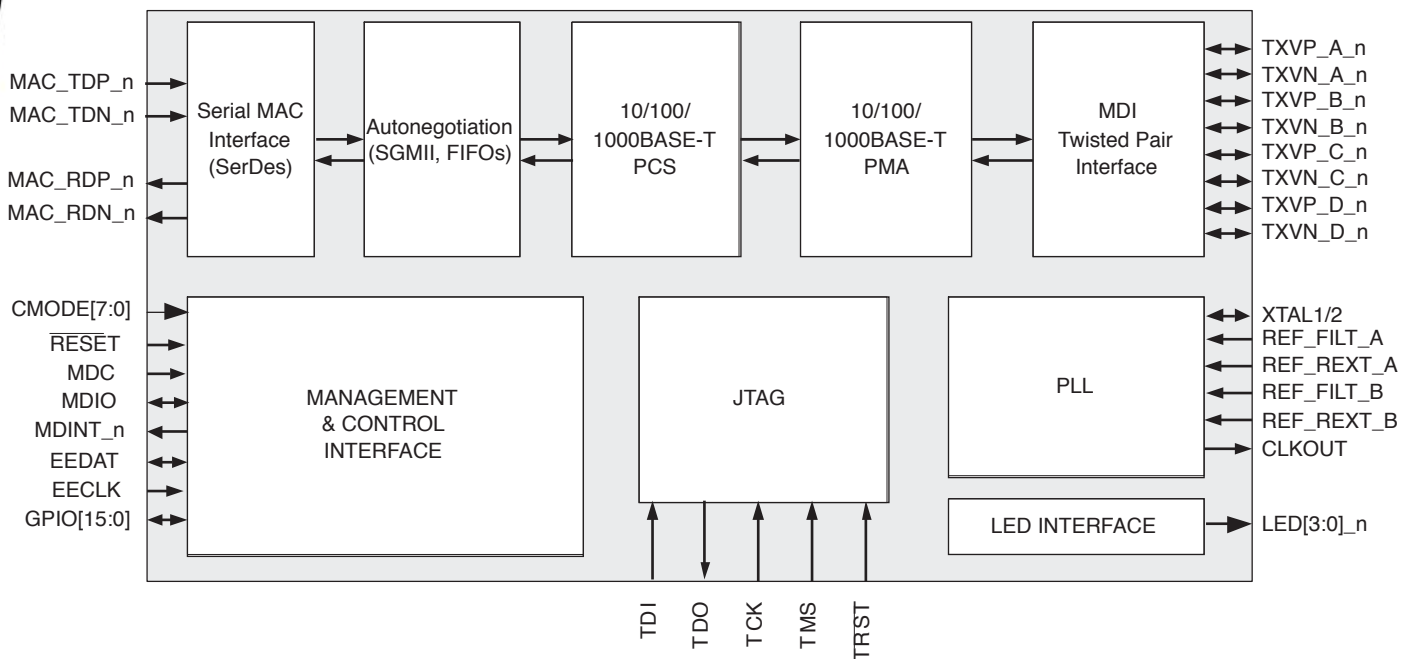 MAC_TDP_n
MAC_TDN_n
MAC_RDP_n
MAC_RDN_n
Serial MAC
Interface
(SerDes)
Autonegotiation
(SGMII, FIFOs)
10/100/
1000BASE-T
PCS
10/100/
1000BASE-T
PMA
MDI
Twisted Pair
Interface
TXVP_A_n
TXVN_A_n
TXVP_B_n
TXVN_B_n
TXVP_C_n
TXVN_C_n
TXVP_D_n
TXVN_D_n
CMODE[7:0]
RESET
MDC
MDIO
MDINT_n
EEDAT
EECLK
GPIO[15:0]
MANAGEMENT
& CONTROL
INTERFACE
JTAG
PLL
XTAL1/2
REF_FILT_A
REF_REXT_A
REF_FILT_B
REF_REXT_B
CLKOUT
LED INTERFACE
LED[3:0]_n
TDI
TDO
TCK
TMS
TRST